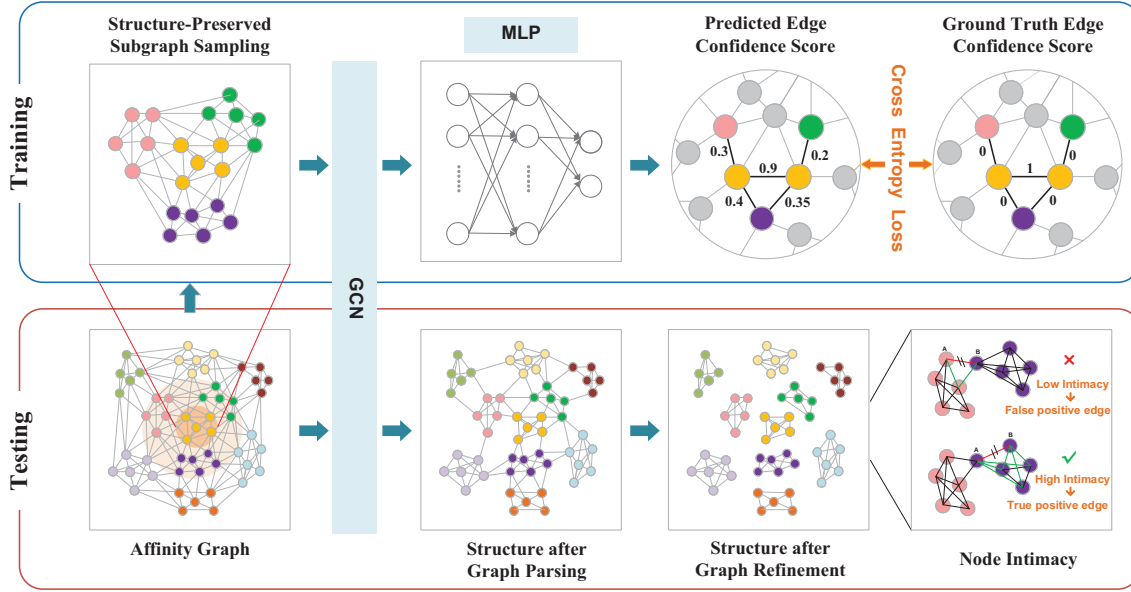 Structure-Preserved
Subgraph Sampling
MLP
Predicted Edge
Confidence Score
Ground Truth Edge
Confidence Score
Training
GCN
0.3
0.2
0.9
0.4
0.35
Cross Entropy Loss
0
0
1
0
0
Testing
A
B
Low Intimacy
False positive edge
A
B
High Intimacy
True positive edge
Affinity Graph
Structure after
Graph Parsing
Structure after
Graph Refinement
Node Intimacy